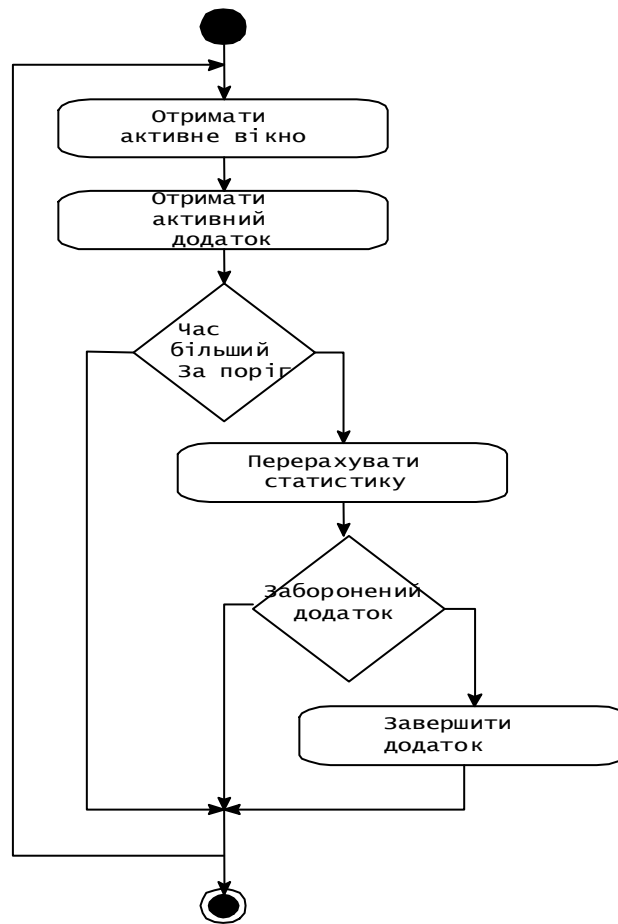 Отримати
активне вікно
Отримати
активний
додаток
Час
більший
За поріг
Перерахувати
статистику
Заборонений
додаток
Завершити
додаток